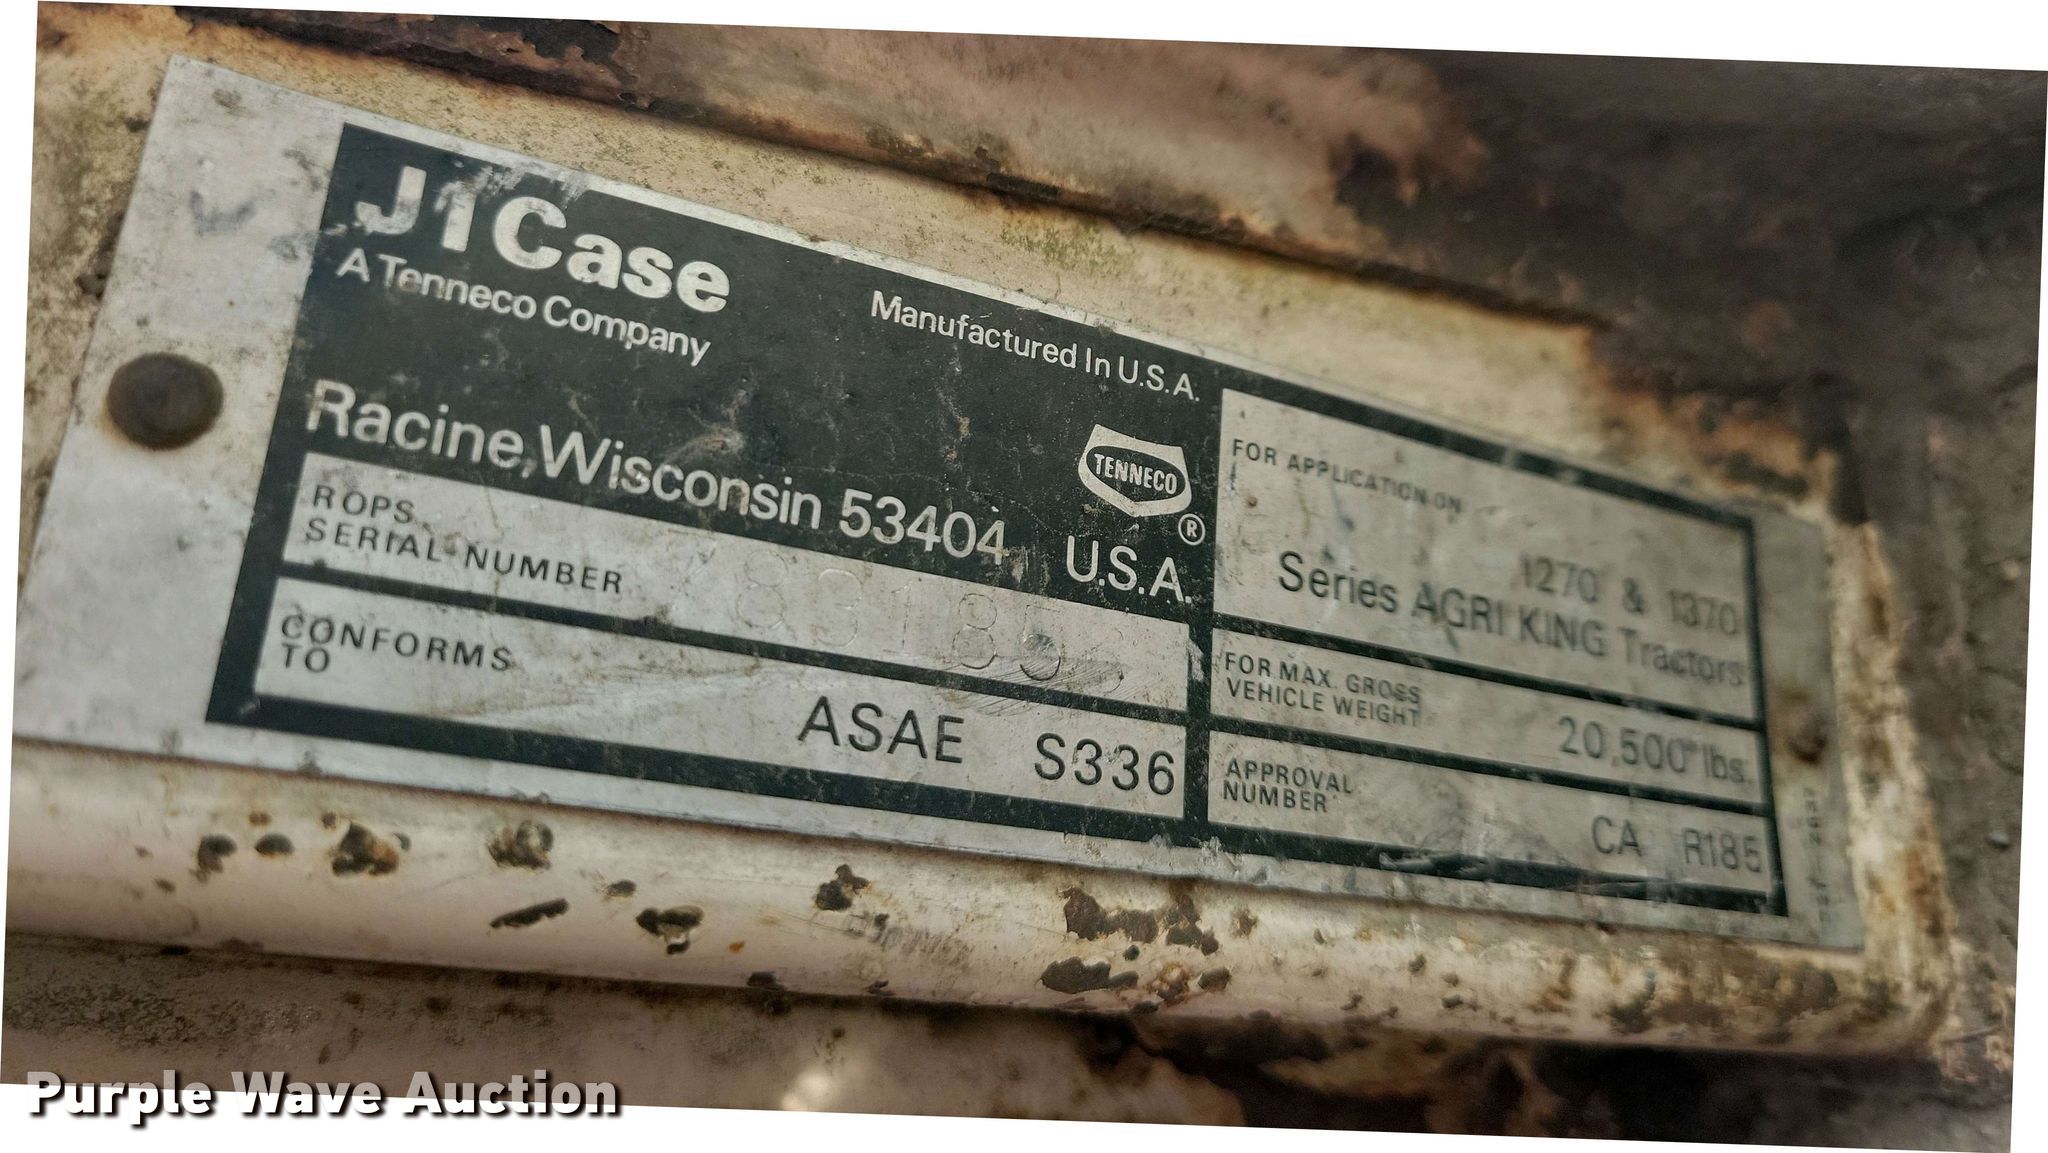 JI Case
A Tenneco Company
Manufactured In U.S.A.
Racine, Wisconsin 53404
U.S.A.
TENNECO
®
ROPS
SERIAL NUMBER
CONFORMS
TO
ASAE S336
FOR APPLICATION ON
1270 & 1370
Series AGRI KING Tractors
FOR MAX. GROSS
VEHICLE WEIGHT
20,500 lbs.
APPROVAL
NUMBER
CA R185
Purple Wave Auction